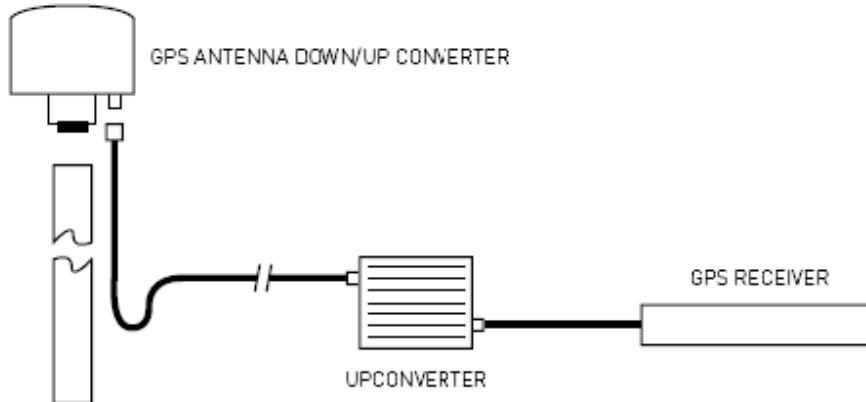 GPS ANTENNA DOWN/UP CONVERTER
GPS RECEIVER
UPCONVERTER